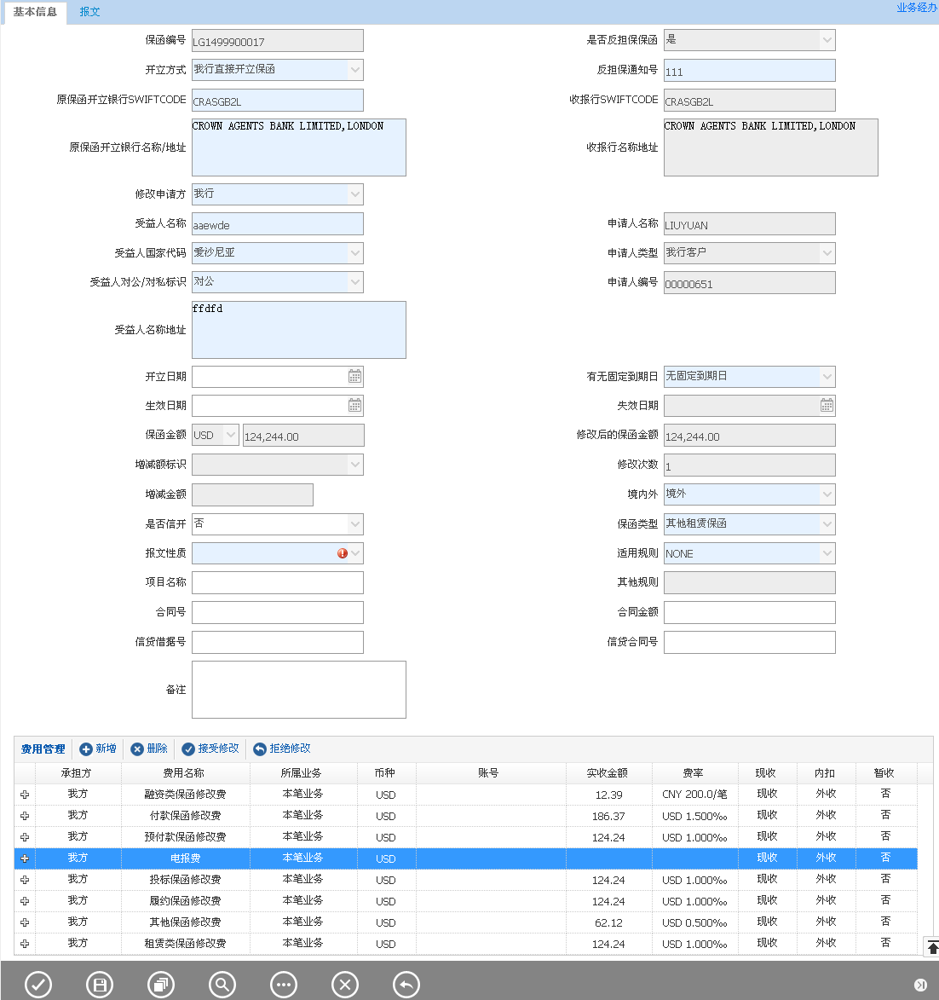 基本信息 报文 业务经办
保函编号 LG1499900017 是否反担保保函 是
开立方式 我行直接开立保函 反担保通知号 111
原保函开立银行SWIFTCODE CRASGB2L 收报行SWIFTCODE CRASGB2L
原保函开立银行名称/地址 CROWN AGENTS BANK LIMITED,LONDON 收报行名称地址 CROWN AGENTS BANK LIMITED,LONDON
修改申请方 我行
受益人名称 aaewde 申请人名称 LIUYUAN
受益人国家代码 爱沙尼亚 申请人类型 我行客户
受益人对公/对私标识 对公 申请人编号 00000651
受益人名称地址 ffdfd
开立日期 有无固定到期日 无固定到期日
生效日期 失效日期
保函金额 USD 124,244.00 修改后的保函金额 124,244.00
增减额标识 修改次数 1
增减金额 境内外 境外
是否信开 否 保函类型 其他租赁保函
报文性质 适用规则 NONE
项目名称 其他规则
合同号 合同金额
信贷借据号 信贷合同号
备注
费用管理 新增 删除 接受修改 拒绝修改
承担方 费用名称 所属业务 币种 账号 实收金额 费率 现收 内扣 暂收
我方 融资类保函修改费 本笔业务 USD 12.39 CNY 200.0/笔 现收 外收 否
我方 付款保函修改费 本笔业务 USD 186.37 USD 1.500‰ 现收 外收 否
我方 预付款保函修改费 本笔业务 USD 124.24 USD 1.000‰ 现收 外收 否
我方 电报费 本笔业务 USD 现收 外收 否
我方 投标保函修改费 本笔业务 USD 124.24 USD 1.000‰ 现收 外收 否
我方 履约保函修改费 本笔业务 USD 124.24 USD 1.000‰ 现收 外收 否
我方 其他保函修改费 本笔业务 USD 62.12 USD 0.500‰ 现收 外收 否
我方 租赁类保函修改费 本笔业务 USD 124.24 USD 1.000‰ 现收 外收 否